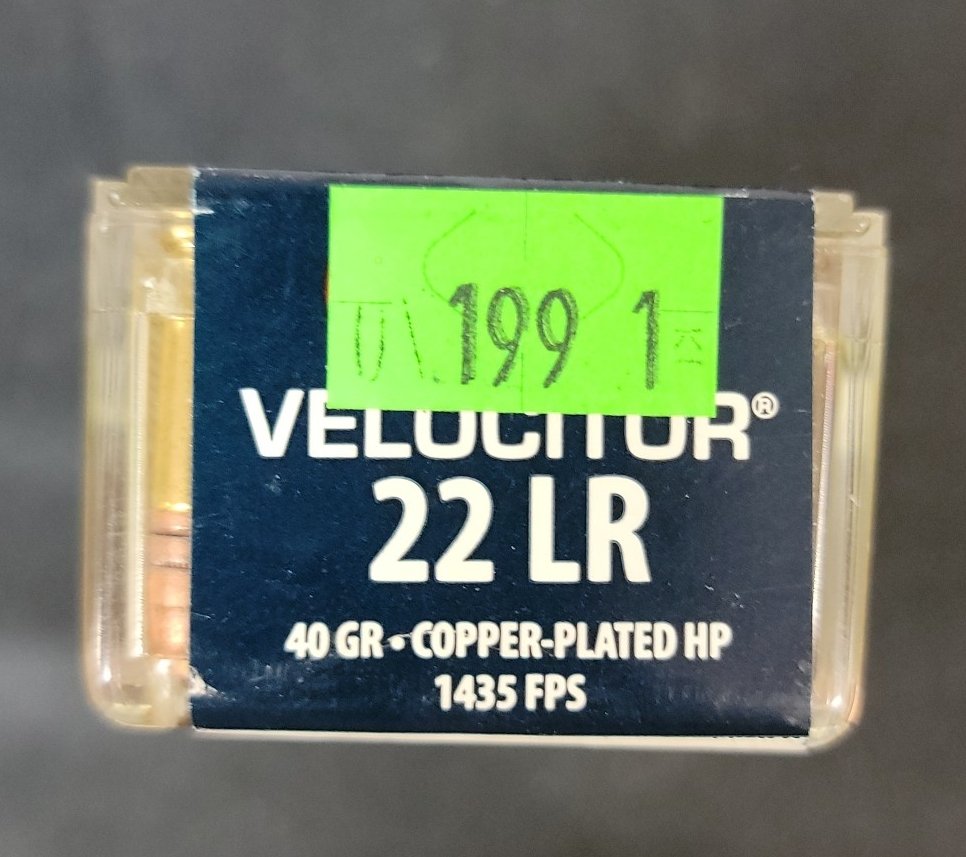 199 1
VELOCITOR®
22 LR
40 GR • COPPER-PLATED HP
1435 FPS